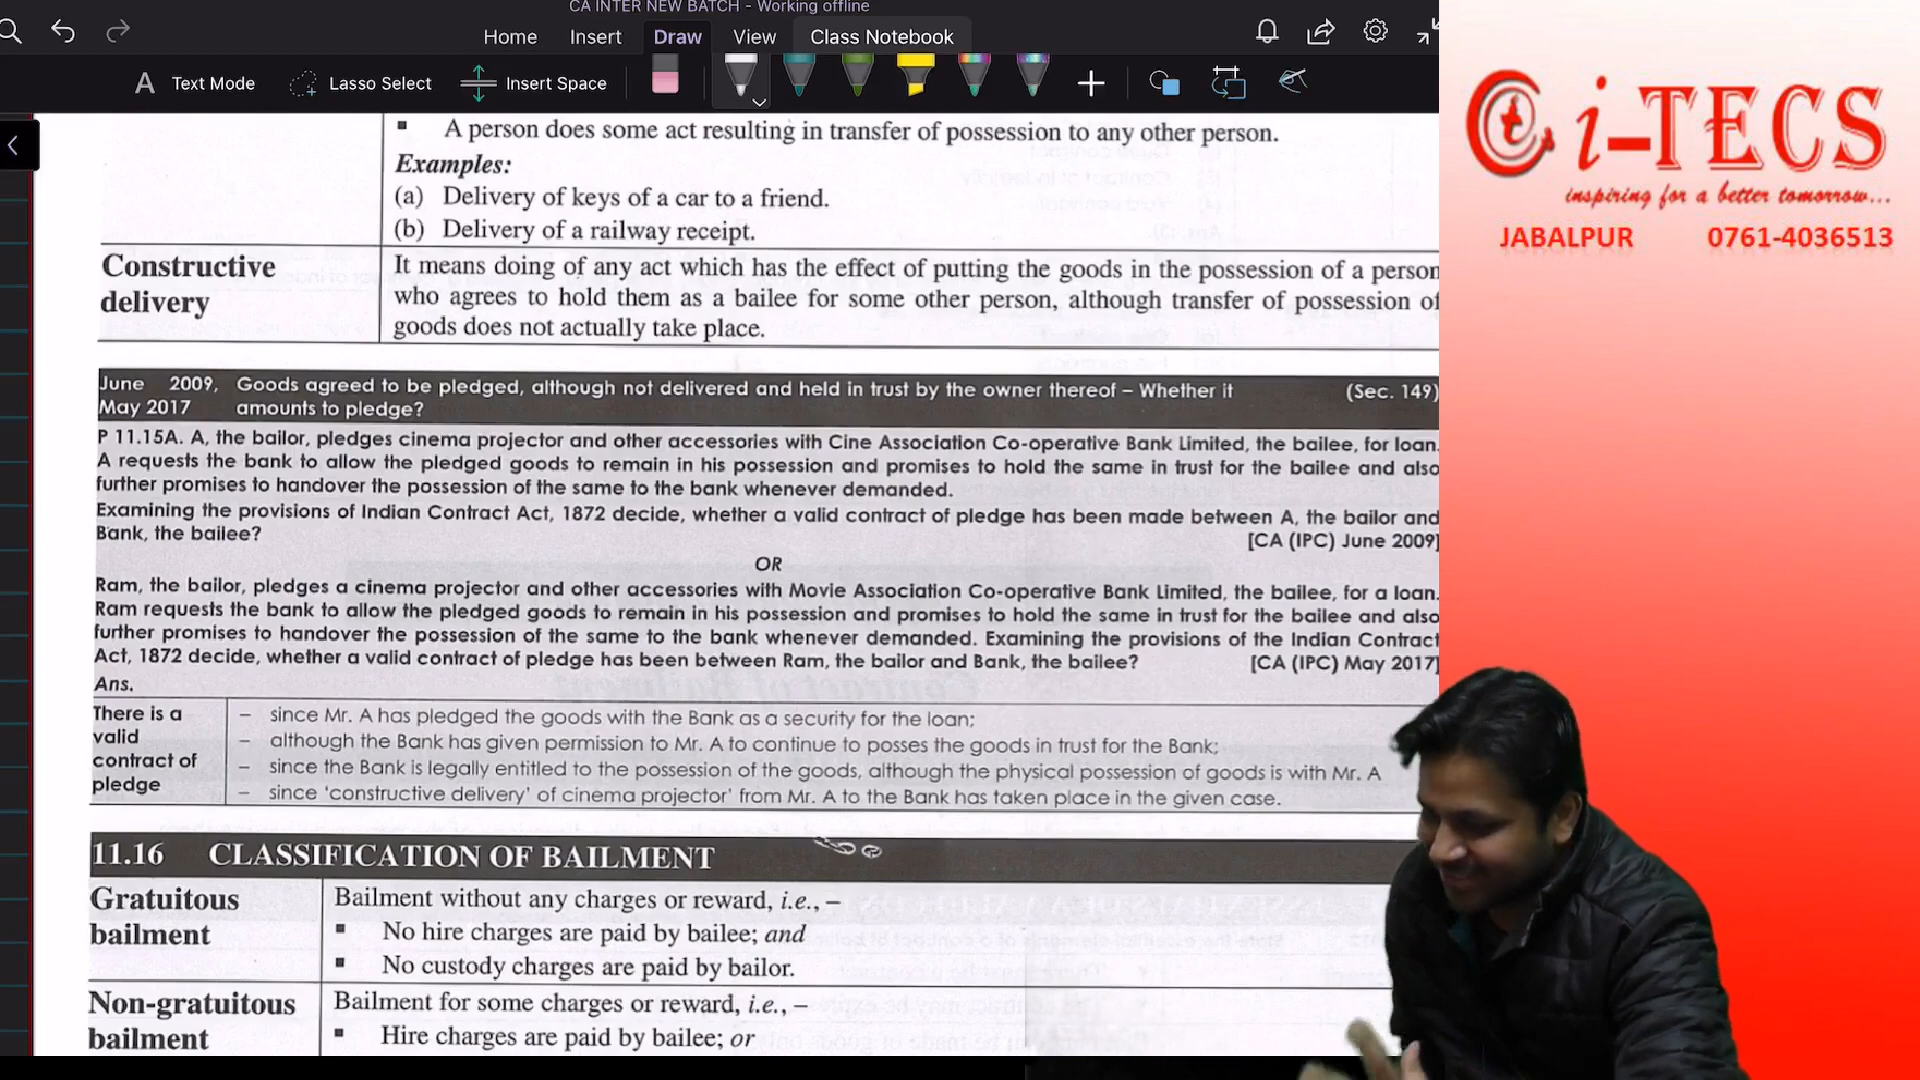 CA INTER NEW BATCH - Working offline
Home Insert Draw View Class Notebook
Text Mode Lasso Select Insert Space
i-TECS
inspiring for a better tomorrow...
JABALPUR 0761-4036513
▪ A person does some act resulting in transfer of possession to any other person.
Examples:
(a) Delivery of keys of a car to a friend.
(b) Delivery of a railway receipt.
Constructive delivery
It means doing of any act which has the effect of putting the goods in the possession of a person
who agrees to hold them as a bailee for some other person, although transfer of possession of
goods does not actually take place.
June 2009, Goods agreed to be pledged, although not delivered and held in trust by the owner thereof – Whether it (Sec. 149)
May 2017 amounts to pledge?
P 11.15A. A, the bailor, pledges cinema projector and other accessories with Cine Association Co-operative Bank Limited, the bailee, for loan.
A requests the bank to allow the pledged goods to remain in his possession and promises to hold the same in trust for the bailee and also
further promises to handover the possession of the same to the bank whenever demanded.
Examining the provisions of Indian Contract Act, 1872 decide, whether a valid contract of pledge has been made between A, the bailor and
Bank, the bailee? [CA (IPC) June 2009]
OR
Ram, the bailor, pledges a cinema projector and other accessories with Movie Association Co-operative Bank Limited, the bailee, for a loan.
Ram requests the bank to allow the pledged goods to remain in his possession and promises to hold the same in trust for the bailee and also
further promises to handover the possession of the same to the bank whenever demanded. Examining the provisions of the Indian Contract
Act, 1872 decide, whether a valid contract of pledge has been between Ram, the bailor and Bank, the bailee? [CA (IPC) May 2017]
Ans.
There is a
valid
contract of
pledge
– since Mr. A has pledged the goods with the Bank as a security for the loan;
– although the Bank has given permission to Mr. A to continue to posses the goods in trust for the Bank;
– since the Bank is legally entitled to the possession of the goods, although the physical possession of goods is with Mr. A
– since 'constructive delivery' of cinema projector' from Mr. A to the Bank has taken place in the given case.
11.16 CLASSIFICATION OF BAILMENT
Gratuitous
bailment
Bailment without any charges or reward, i.e., –
▪ No hire charges are paid by bailee; and
▪ No custody charges are paid by bailor.
Non-gratuitous
bailment
Bailment for some charges or reward, i.e., –
▪ Hire charges are paid by bailee; or